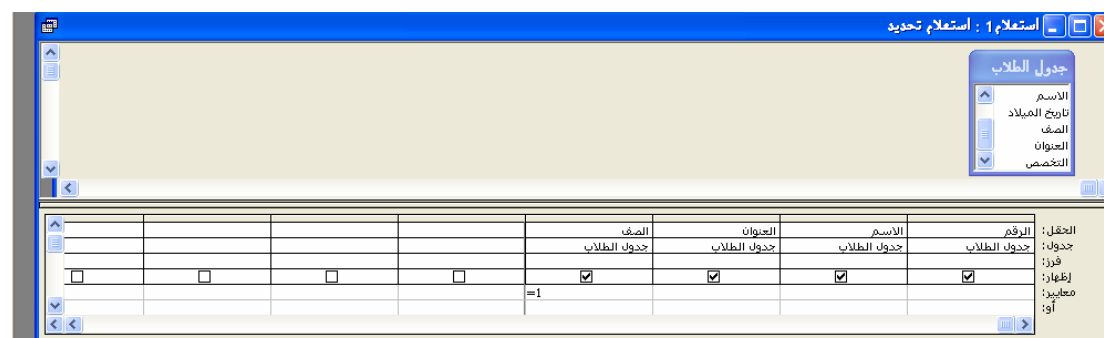 استعلام1 : استعلام تحديد
جدول الطلاب
الاسم
تاريخ الميلاد
الصف
العنوان
التخصص
الحقل: الرقم الاسم العنوان الصف
جدول: جدول الطلاب جدول الطلاب جدول الطلاب جدول الطلاب
فرز:
إظهار:
معايير: =1
أو: